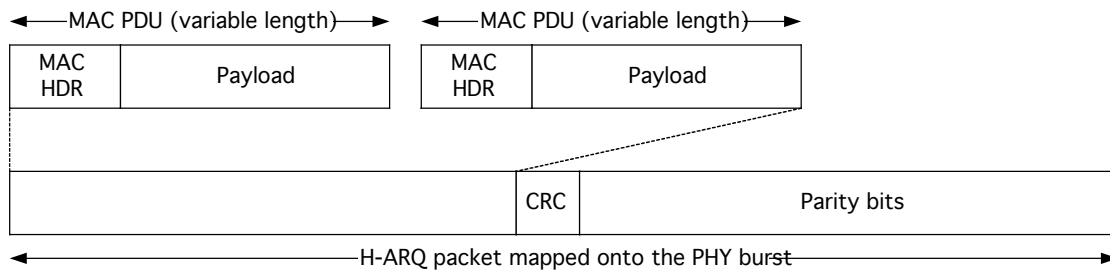 MAC PDU (variable length)
MAC PDU (variable length)
MAC
HDR
Payload
MAC
HDR
Payload
CRC
Parity bits
H-ARQ packet mapped onto the PHY burst